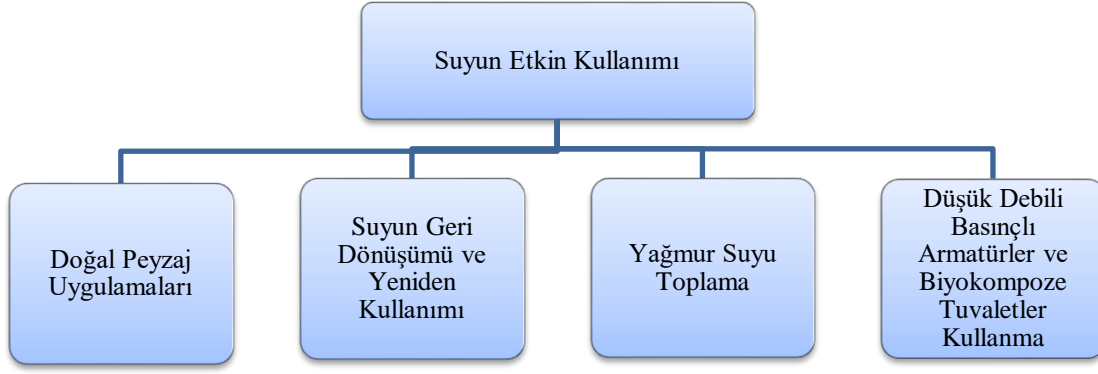 Suyun Etkin Kullanımı
Doğal Peyzaj
Uygulamaları
Suyun Geri
Dönüşümü ve
Yeniden
Kullanımı
Yağmur Suyu
Toplama
Düşük Debili
Basınçlı
Armatürler ve
Biyokompoze
Tuvaletler
Kullanma